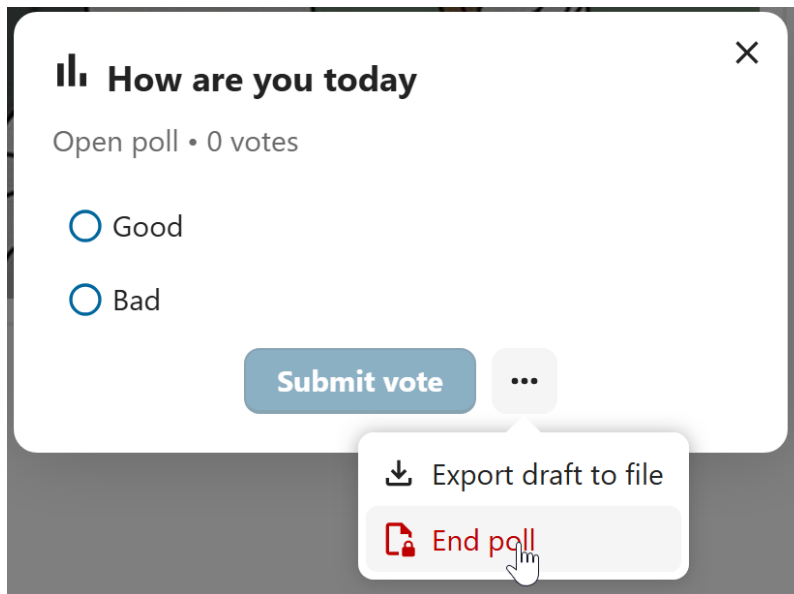 How are you today
Open poll • 0 votes
Good
Bad
Submit vote
Export draft to file
End poll